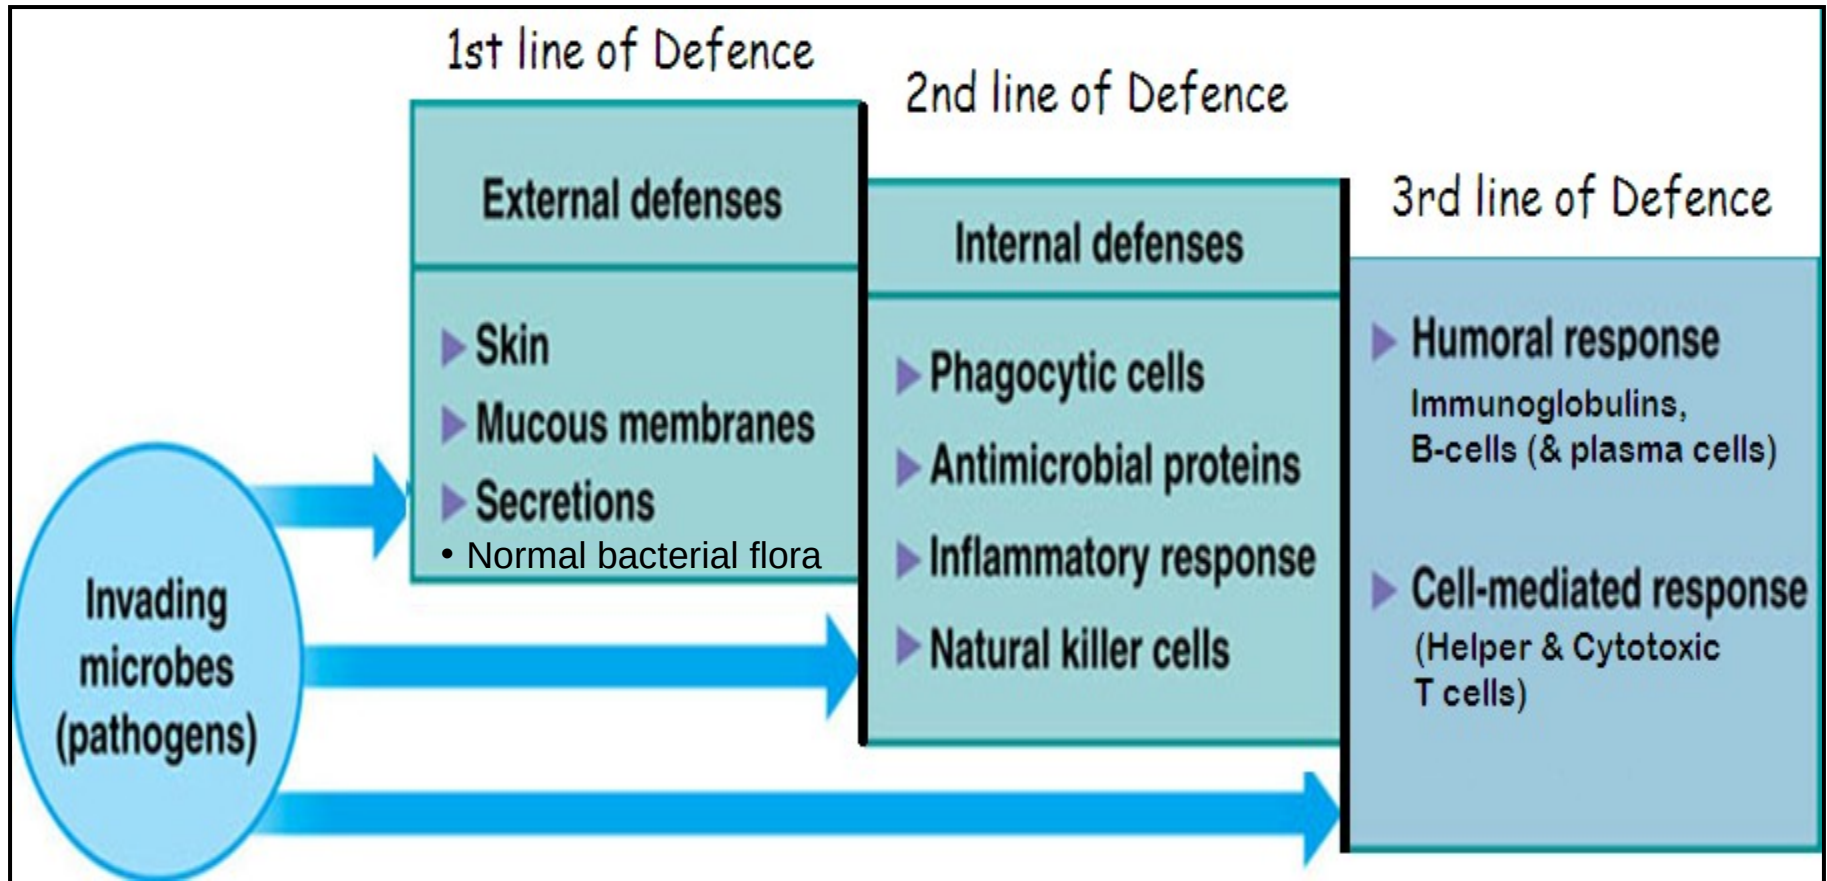 1st line of Defence
External defenses
Skin
Mucous membranes
Secretions
• Normal bacterial flora
2nd line of Defence
Internal defenses
Phagocytic cells
Antimicrobial proteins
Inflammatory response
Natural killer cells
3rd line of Defence
Humoral response
Immunoglobulins,
B-cells (& plasma cells)
Cell-mediated response
(Helper & Cytotoxic
T cells)
Invading
microbes
(pathogens)